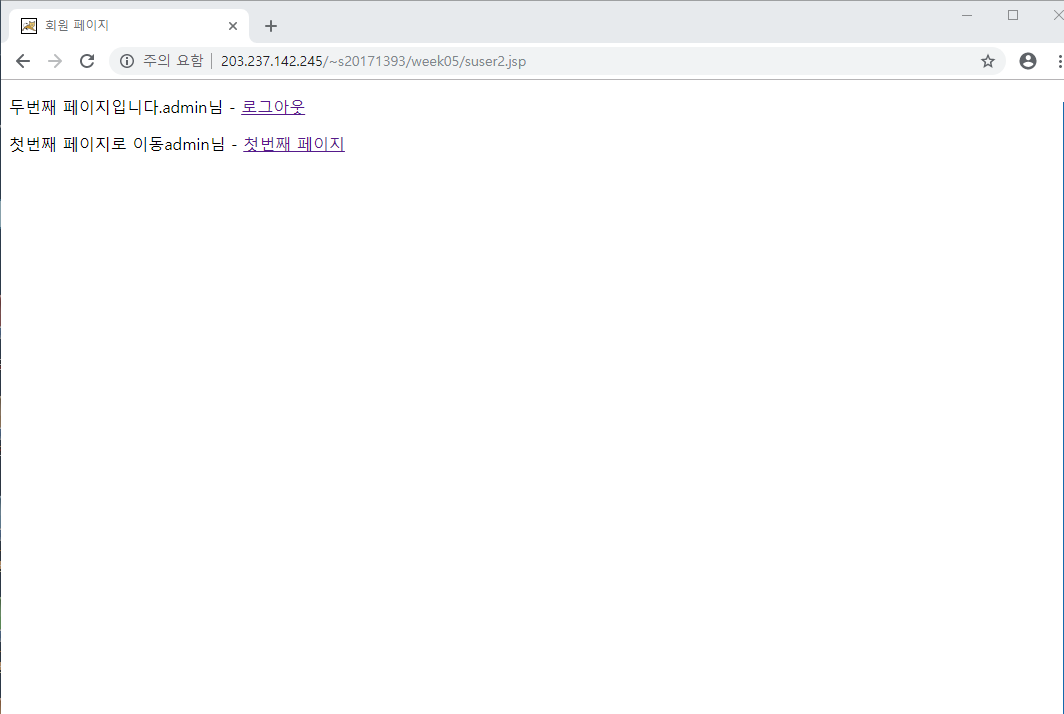 회원 페이지
주의 요함 | 203.237.142.245/~s20171393/week05/suser2.jsp
두번째 페이지입니다.admin님 - 로그아웃
첫번째 페이지로 이동admin님 - 첫번째 페이지